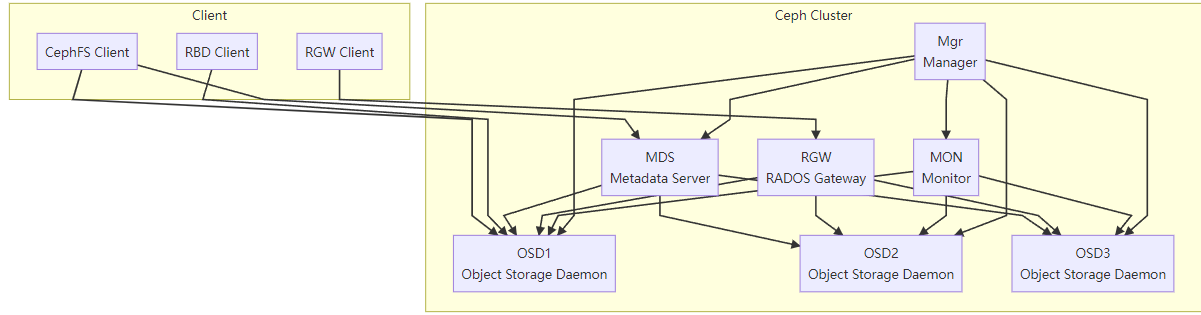 Client
Ceph Cluster
CephFS Client
RBD Client
RGW Client
Mgr
Manager
MDS
Metadata Server
RGW
RADOS Gateway
MON
Monitor
OSD1
Object Storage Daemon
OSD2
Object Storage Daemon
OSD3
Object Storage Daemon